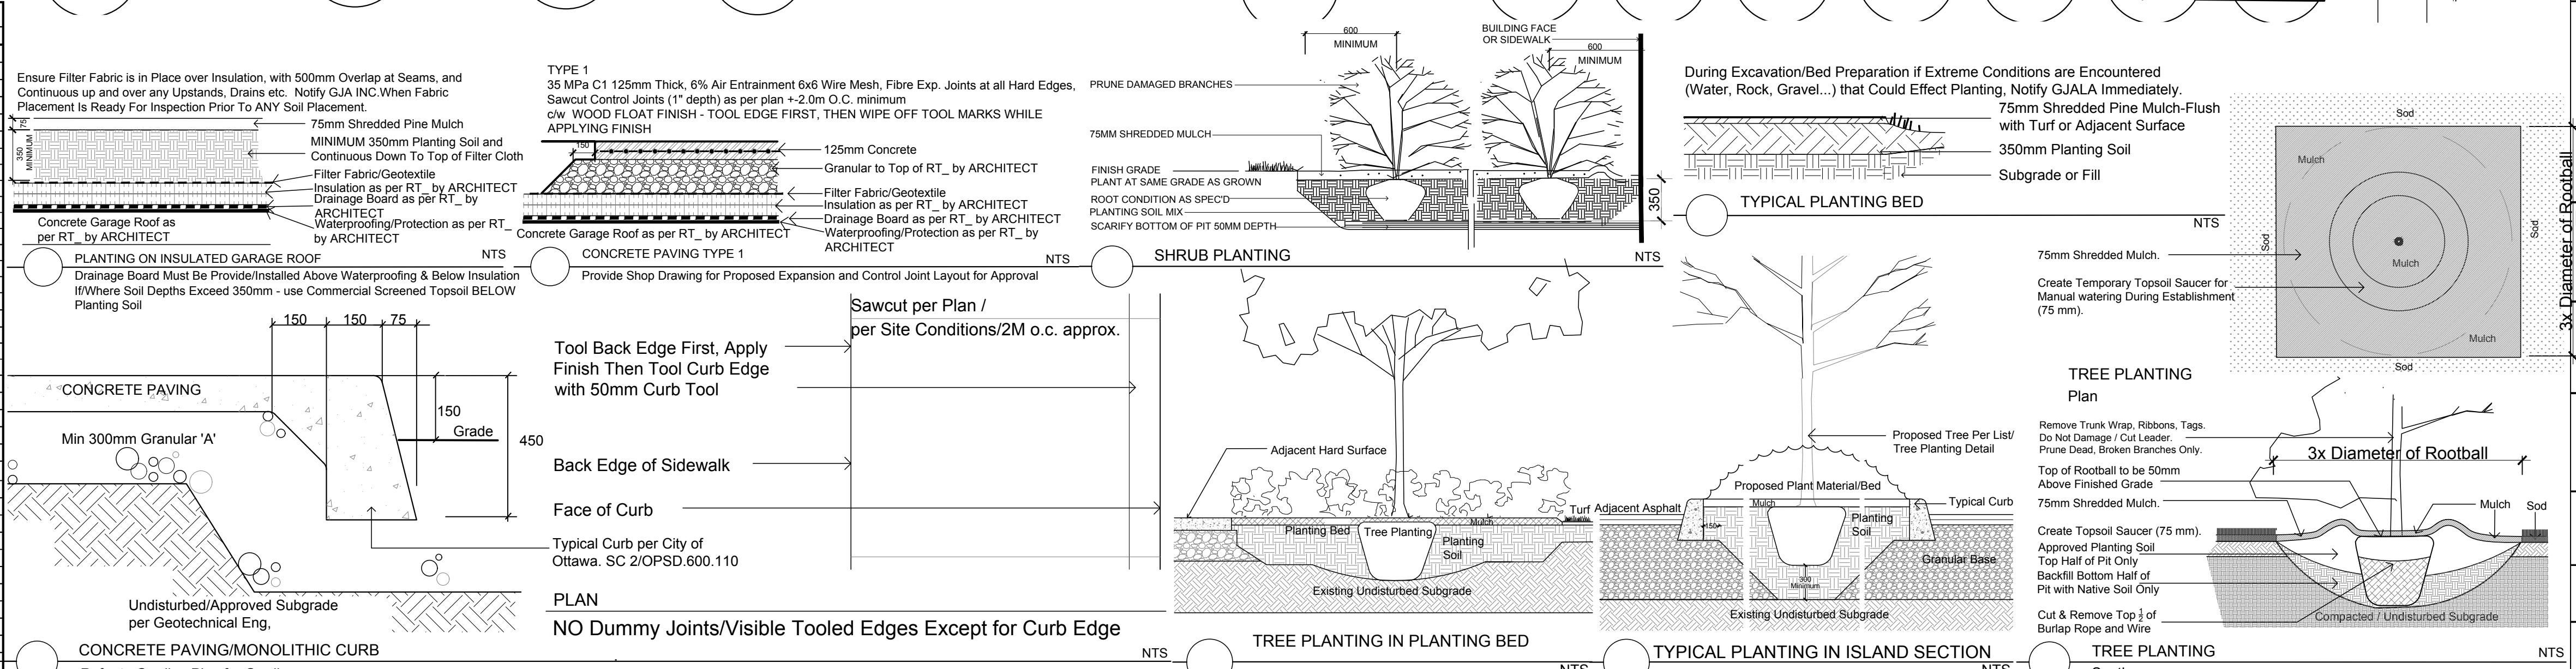 Ensure Filter Fabric is in Place over Insulation, with 500mm Overlap at Seams, and
Continuous up and over any Upstands, Drains etc.  Notify GJA INC.When Fabric
Placement Is Ready For Inspection Prior To ANY Soil Placement.
75
350
MINIMUM
75mm Shredded Pine Mulch
MINIMUM 350mm Planting Soil and
Continuous Down To Top of Filter Cloth
Filter Fabric/Geotextile
Insulation as per RT_ by ARCHITECT
Drainage Board as per RT_ by
ARCHITECT
Waterproofing/Protection as per RT_
by ARCHITECT
Concrete Garage Roof as
per RT_ by ARCHITECT
PLANTING ON INSULATED GARAGE ROOF
NTS
Drainage Board Must Be Provide/Installed Above Waterproofing & Below Insulation
If/Where Soil Depths Exceed 350mm - use Commercial Screened Topsoil BELOW
Planting Soil
TYPE 1
35 MPa C1 125mm Thick, 6% Air Entrainment 6x6 Wire Mesh, Fibre Exp. Joints at all Hard Edges,
Sawcut Control Joints (1" depth) as per plan +-2.0m O.C. minimum
c/w  WOOD FLOAT FINISH - TOOL EDGE FIRST, THEN WIPE OFF TOOL MARKS WHILE
APPLYING FINISH
150
125mm Concrete
Granular to Top of RT_ by ARCHITECT
Filter Fabric/Geotextile
Insulation as per RT_ by ARCHITECT
Drainage Board as per RT_ by ARCHITECT
Waterproofing/Protection as per RT_ by
ARCHITECT
Concrete Garage Roof as per RT_ by ARCHITECT
CONCRETE PAVING TYPE 1
NTS
Provide Shop Drawing for Proposed Expansion and Control Joint Layout for Approval
600
MINIMUM
BUILDING FACE
OR SIDEWALK
600
MINIMUM
PRUNE DAMAGED BRANCHES
75MM SHREDDED MULCH
FINISH GRADE
PLANT AT SAME GRADE AS GROWN
ROOT CONDITION AS SPEC'D
PLANTING SOIL MIX
SCARIFY BOTTOM OF PIT 50MM DEPTH
350
SHRUB PLANTING
NTS
During Excavation/Bed Preparation if Extreme Conditions are Encountered
(Water, Rock, Gravel...) that Could Effect Planting, Notify GJALA Immediately.
75mm Shredded Pine Mulch-Flush
with Turf or Adjacent Surface
350mm Planting Soil
Subgrade or Fill
TYPICAL PLANTING BED
NTS
Sod
Mulch
Sod
Mulch
Sod
Mulch
Sod
3x Diameter of Rootball
75mm Shredded Mulch.
Create Temporary Topsoil Saucer for
Manual watering During Establishment
(75 mm).
TREE PLANTING
Plan
150
150
75
CONCRETE PAVING
150
Grade
450
Min 300mm Granular 'A'
Undisturbed/Approved Subgrade
per Geotechnical Eng,
Typical Curb per City of
Ottawa. SC 2/OPSD.600.110
CONCRETE PAVING/MONOLITHIC CURB
Sawcut per Plan /
per Site Conditions/2M o.c. approx.
Tool Back Edge First, Apply
Finish Then Tool Curb Edge
with 50mm Curb Tool
Back Edge of Sidewalk
Face of Curb
PLAN
NO Dummy Joints/Visible Tooled Edges Except for Curb Edge
NTS
Adjacent Hard Surface
Turf
Planting Bed
Tree Planting
Mulch
Planting
Soil
Existing Undisturbed Subgrade
TREE PLANTING IN PLANTING BED
NTS
Proposed Tree Per List/
Tree Planting Detail
Proposed Plant Material/Bed
Adjacent Asphalt
Typical Curb
150
Mulch
Planting
Soil
Granular Base
300
Minimum
Existing Undisturbed Subgrade
TYPICAL PLANTING IN ISLAND SECTION
NTS
Remove Trunk Wrap, Ribbons, Tags.
Do Not Damage / Cut Leader.
Prune Dead, Broken Branches Only.
3x Diameter of Rootball
Top of Rootball to be 50mm
Above Finished Grade
75mm Shredded Mulch.
Mulch
Sod
Create Topsoil Saucer (75 mm).
Approved Planting Soil
Top Half of Pit Only
Backfill Bottom Half of
Pit with Native Soil Only
Cut & Remove Top ½ of
Burlap Rope and Wire
Compacted / Undisturbed Subgrade
TREE PLANTING
NTS